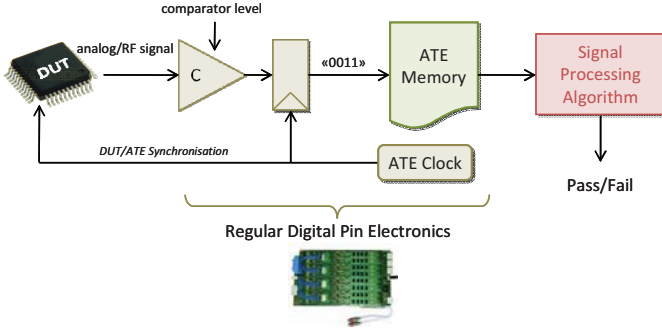 comparator level
analog/RF signal
DUT
C
«0011»
ATE
Memory
Signal
Processing
Algorithm
DUT/ATE Synchronisation
ATE Clock
Pass/Fail
Regular Digital Pin Electronics